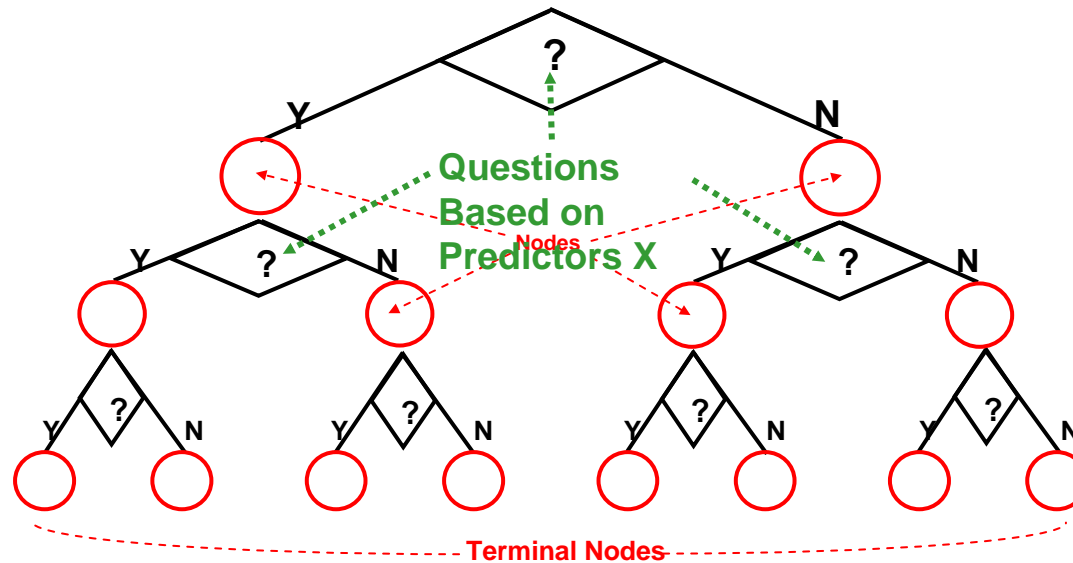 ?
Y N
Questions
Based on
Nodes
Predictors X
Y ? N Y ? N
Y ? N Y ? N Y ? N Y ? N
Terminal Nodes